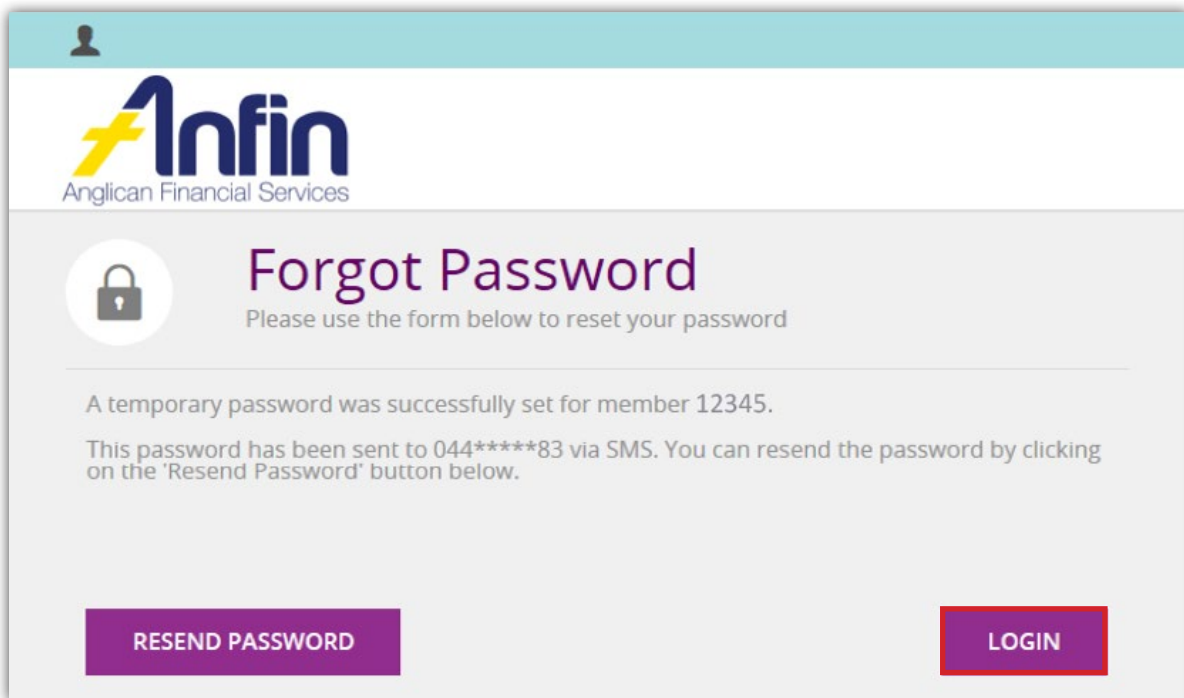 Anfin
Anglican Financial Services
Forgot Password
Please use the form below to reset your password
A temporary password was successfully set for member 12345.
This password has been sent to 044*****83 via SMS. You can resend the password by clicking
on the 'Resend Password' button below.
RESEND PASSWORD
LOGIN